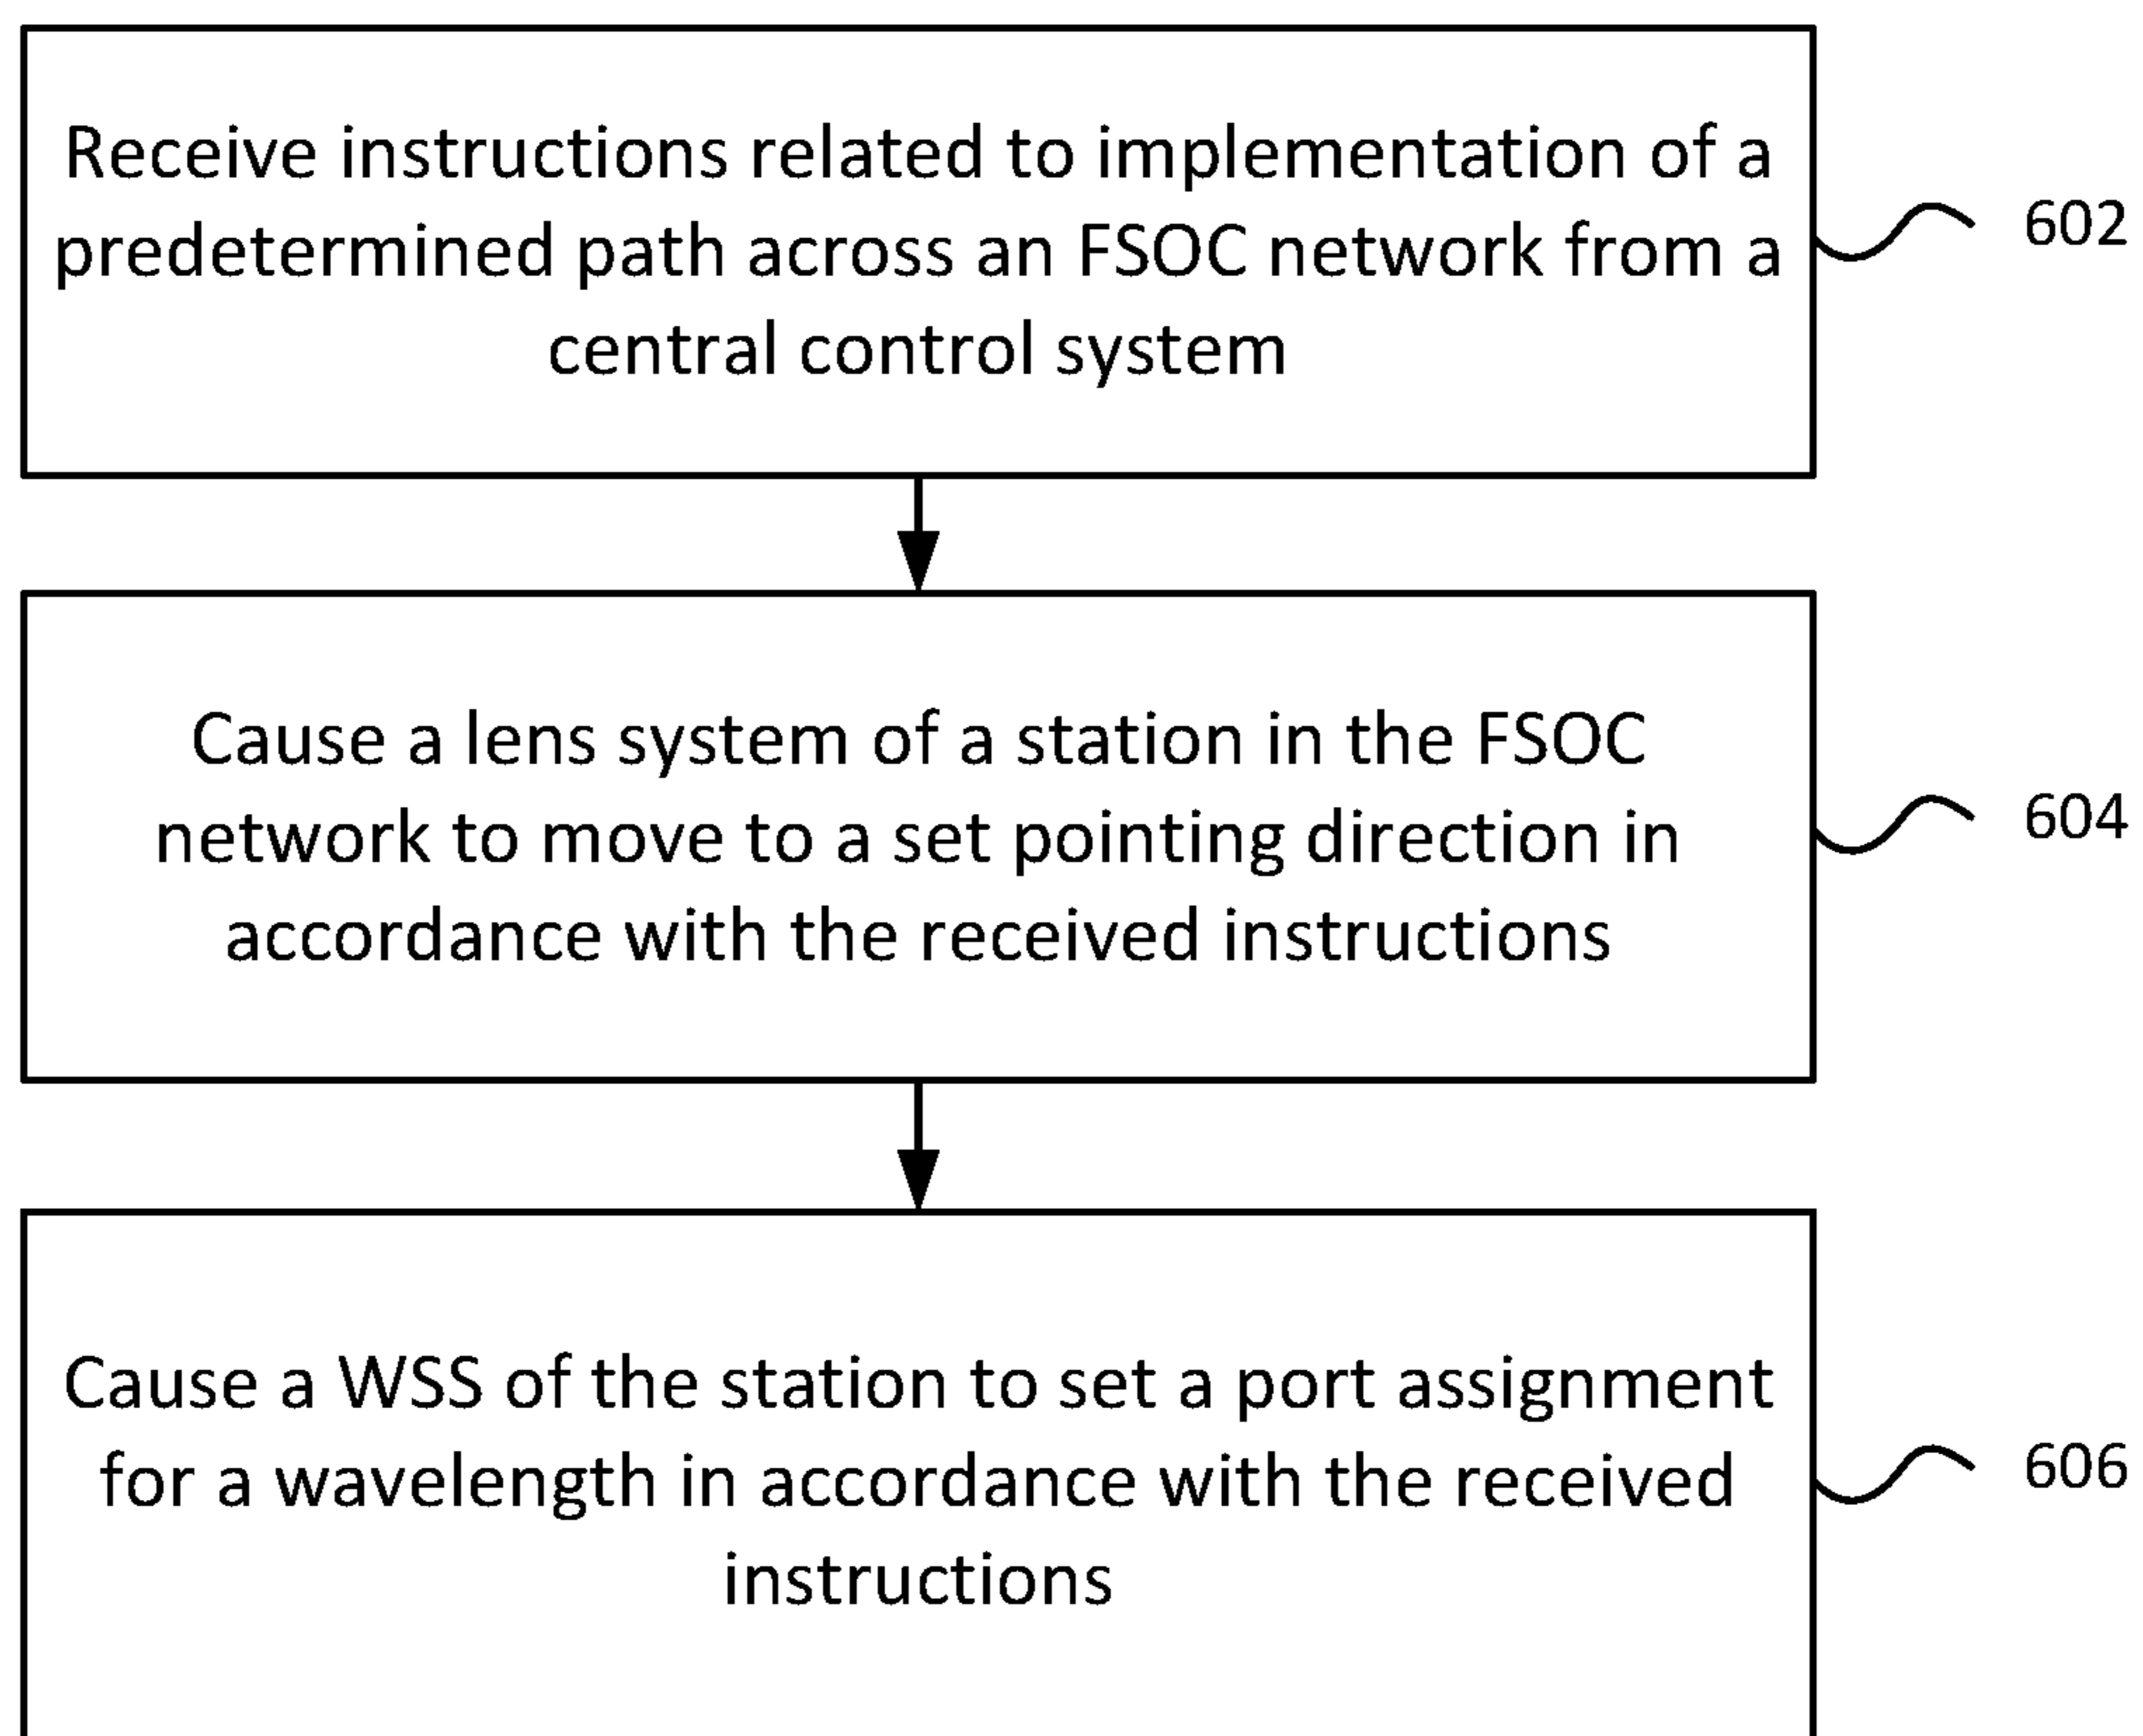 Receive instructions related to implementation of a
predetermined path across an FSOC network from a
central control system
602
Cause a lens system of a station in the FSOC
network to move to a set pointing direction in
accordance with the received instructions
604
Cause a WSS of the station to set a port assignment
for a wavelength in accordance with the received
instructions
606